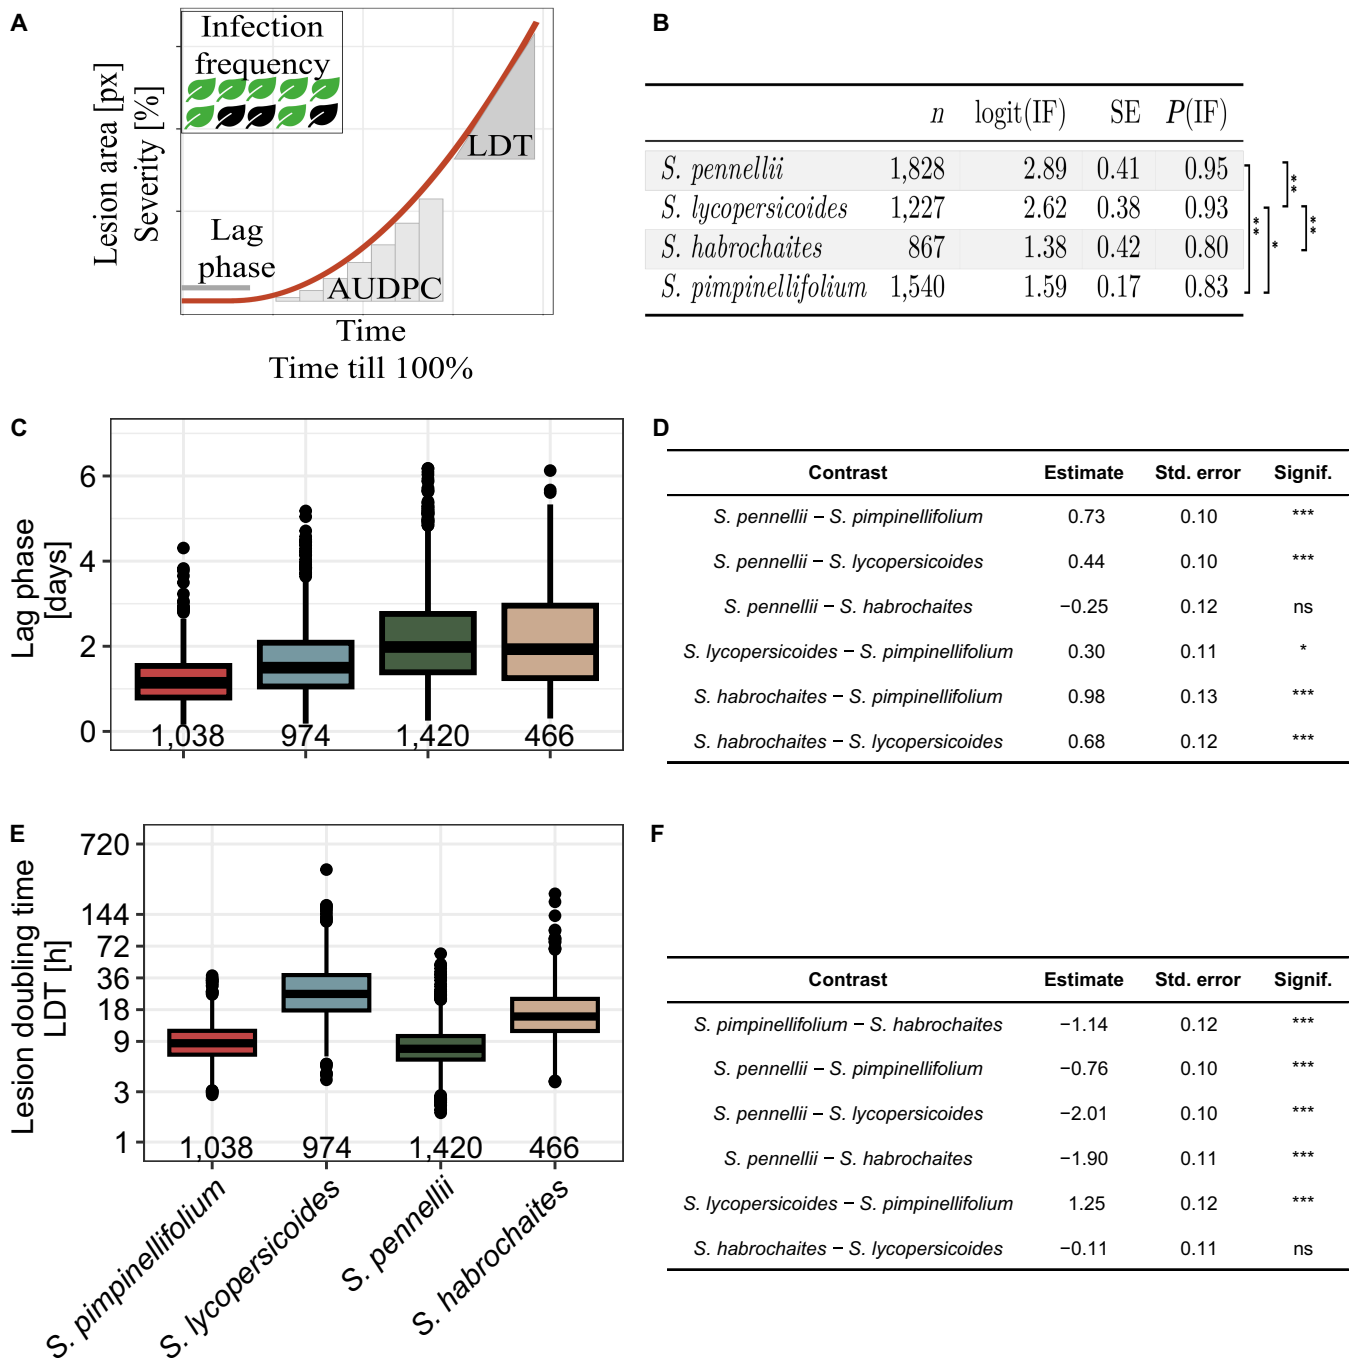 A
Infection
frequency
Lesion area [px]
Severity [%]
Lag
phase
LDT
AUDPC
Time
Time till 100%
B
n logit(IF) SE P(IF)
S. pennellii 1,828 2.89 0.41 0.95
S. lycopersicoides 1,227 2.62 0.38 0.93
S. habrochaites 867 1.38 0.42 0.80
S. pimpinellifolium 1,540 1.59 0.17 0.83
**
**
*
**
C
Lag phase
[days]
6
4
2
0
1,038 974 1,420 466
D
Contrast Estimate Std. error Signif.
S. pennellii − S. pimpinellifolium 0.73 0.10 ***
S. pennellii − S. lycopersicoides 0.44 0.10 ***
S. pennellii − S. habrochaites −0.25 0.12 ns
S. lycopersicoides − S. pimpinellifolium 0.30 0.11 *
S. habrochaites − S. pimpinellifolium 0.98 0.13 ***
S. habrochaites − S. lycopersicoides 0.68 0.12 ***
E
Lesion doubling time
LDT [h]
720
144
72
36
18
9
3
1
1,038 974 1,420 466
S. pimpinellifolium
S. lycopersicoides
S. pennellii
S. habrochaites
F
Contrast Estimate Std. error Signif.
S. pimpinellifolium − S. habrochaites −1.14 0.12 ***
S. pennellii − S. pimpinellifolium −0.76 0.10 ***
S. pennellii − S. lycopersicoides −2.01 0.10 ***
S. pennellii − S. habrochaites −1.90 0.11 ***
S. lycopersicoides − S. pimpinellifolium 1.25 0.12 ***
S. habrochaites − S. lycopersicoides −0.11 0.11 ns